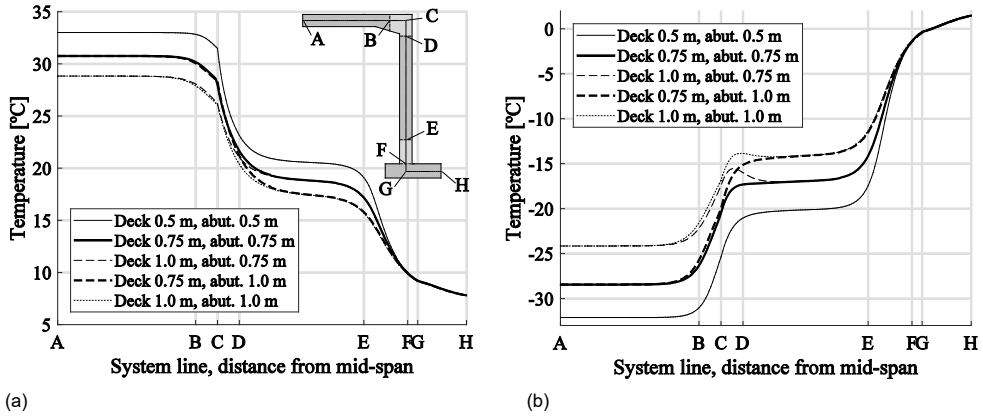 (a)
Temperature [°C]
35
30
25
20
15
10
5
A B C D E F G H
System line, distance from mid-span
Deck 0.5 m, abut. 0.5 m
Deck 0.75 m, abut. 0.75 m
Deck 1.0 m, abut. 0.75 m
Deck 0.75 m, abut. 1.0 m
Deck 1.0 m, abut. 1.0 m
A
B
C
D
E
F
G
H
(b)
Temperature [°C]
0
-5
-10
-15
-20
-25
-30
A B C D E F G H
System line, distance from mid-span
Deck 0.5 m, abut. 0.5 m
Deck 0.75 m, abut. 0.75 m
Deck 1.0 m, abut. 0.75 m
Deck 0.75 m, abut. 1.0 m
Deck 1.0 m, abut. 1.0 m